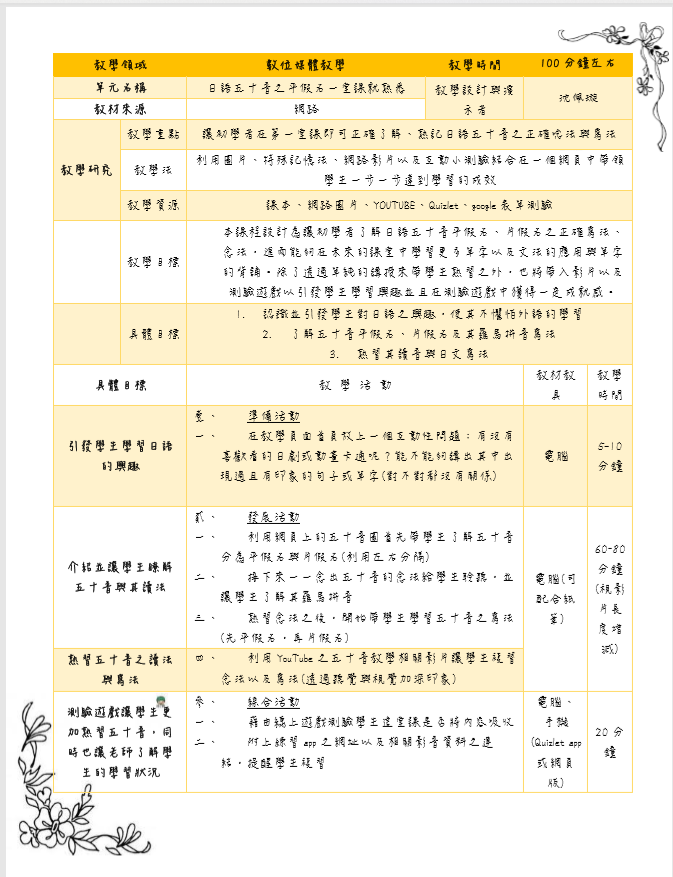 教學領域 數位媒體教學 教學時間 100 分鐘左右
單元名稱 日語五十音之平假名一堂課就熟悉 教學設計與演示者 沈佩璇
教材來源 網路
教學研究
教學重點 讓初學者在第一堂課即可正確了解、熟記日語五十音之正確唸法與寫法
教學法 利用圖片、特殊記憶法、網路影片以及互動小測驗結合在一個網頁中帶領
學生一步一步達到學習的成效
教學資源 課本、網路圖片、YOUTUBE、Quizlet、google 表單測驗
教學目標
本課程設計為讓初學者了解日語五十音平假名、片假名之正確寫法、
念法，進而能夠在未來的課堂中學習更多單字以及文法的應用與單字
的背誦。除了透過單純的講授來帶學生熟習之外，也將帶入影片以及
測驗遊戲以引發學生學習興趣並且在測驗遊戲中獲得一定成就感。
具體目標
1. 認識並引發學生對日語之興趣，使其不懼怕外語的學習
2. 了解五十音平假名、片假名及其羅馬拼音寫法
3. 熟習其讀音與日文寫法
具體目標 教 學 活 動 教材教具 教學時間
引發學生學習日語
的興趣
壹、 準備活動
一、 在教學頁面首頁放上一個互動性問題：有沒有
喜歡看的日劇或動畫卡通呢？能不能夠講出其中出
現過且有印象的句子或單字(對不對都沒有關係)
電腦
5-10
分鐘
介紹並讓學生瞭解
五十音與其讀法
貳、 發展活動
一、 利用網頁上的五十音圖首先帶學生了解五十音
分為平假名與片假名(利用左右分隔)
二、 接下來一一念出五十音的念法給學生聆聽，並
讓學生了解其羅馬拼音
三、 熟習念法之後，開始帶學生學習五十音之寫法
(先平假名，再片假名)
電腦(可
配合紙
筆)
60-80
分鐘
(視影
片長
度增
減)
熟習五十音之讀法
與寫法
四、 利用 YouTube 之五十音教學相關影片讓學生複習
念法以及寫法(透過聽覺與視覺加深印象)
測驗遊戲讓學生更
加熟習五十音，同
時也讓老師了解學
生的學習狀況
參、 綜合活動
一、 藉由線上遊戲測驗學生這堂課是否將內容吸收
二、 附上練習 app 之網址以及相關影音資料之連
結，提醒學生複習
電腦、
手機
(Quizlet app
或網頁
版)
20 分
鐘